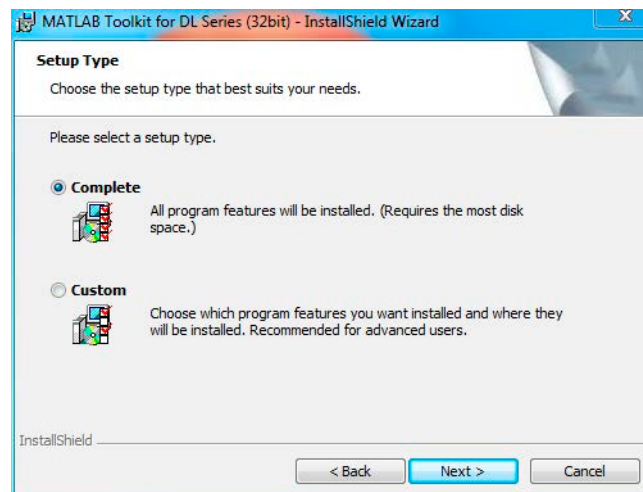 MATLAB Toolkit for DL Series (32bit) - InstallShield Wizard
X
Setup Type
Choose the setup type that best suits your needs.
Please select a setup type.
Complete
All program features will be installed. (Requires the most disk
space.)
Custom
Choose which program features you want installed and where they
will be installed. Recommended for advanced users.
InstallShield
< Back
Next >
Cancel